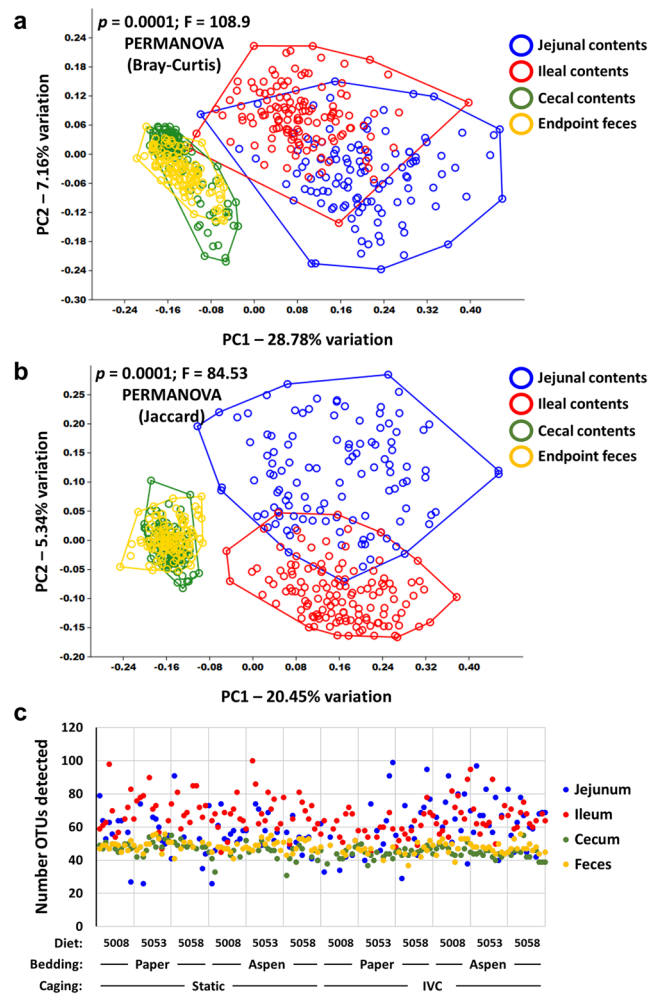 a
p = 0.0001; F = 108.9
PERMANOVA
(Bray-Curtis)
Jejunal contents
Ileal contents
Cecal contents
Endpoint feces
PC2 – 7.16% variation
0.24
0.18
0.12
0.06
0.00
-0.06
-0.12
-0.18
-0.24
-0.30
-0.24 -0.16 -0.08 0.00 0.08 0.16 0.24 0.32 0.40
PC1 – 28.78% variation
b
p = 0.0001; F = 84.53
PERMANOVA
(Jaccard)
Jejunal contents
Ileal contents
Cecal contents
Endpoint feces
PC2 – 5.34% variation
0.25
0.20
0.15
0.10
0.05
0.00
-0.05
-0.10
-0.15
-0.20
-0.24 -0.16 -0.08 0.00 0.08 0.16 0.24 0.32 0.40
PC1 – 20.45% variation
c
Number OTUs detected
120
100
80
60
40
20
0
Jejunum
Ileum
Cecum
Feces
Diet: 5008 5053 5058 5008 5053 5058 5008 5053 5058 5008 5053 5058
Bedding: Paper Aspen Paper Aspen
Caging: Static IVC